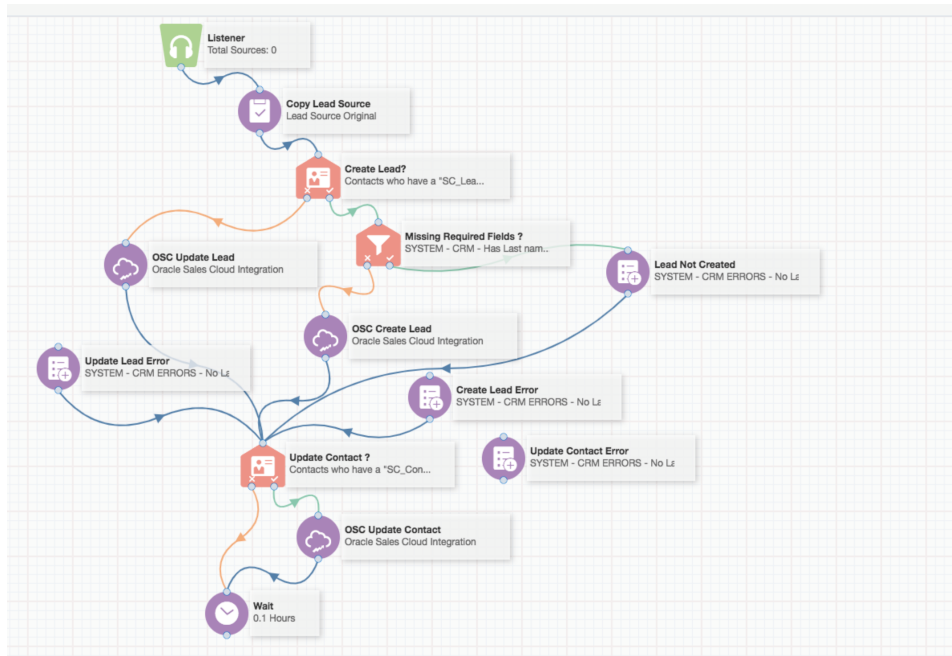 Listener
Total Sources: 0
Copy Lead Source
Lead Source Original
Create Lead?
Contacts who have a "SC_Lea...
Missing Required Fields ?
SYSTEM - CRM - Has Last nam..
OSC Update Lead
Oracle Sales Cloud Integration
Lead Not Created
SYSTEM - CRM ERRORS - No La
OSC Create Lead
Oracle Sales Cloud Integration
Update Lead Error
SYSTEM - CRM ERRORS - No La
Create Lead Error
SYSTEM - CRM ERRORS - No La
Update Contact ?
Contacts who have a "SC_Con...
Update Contact Error
SYSTEM - CRM ERRORS - No La
OSC Update Contact
Oracle Sales Cloud Integration
Wait
0.1 Hours